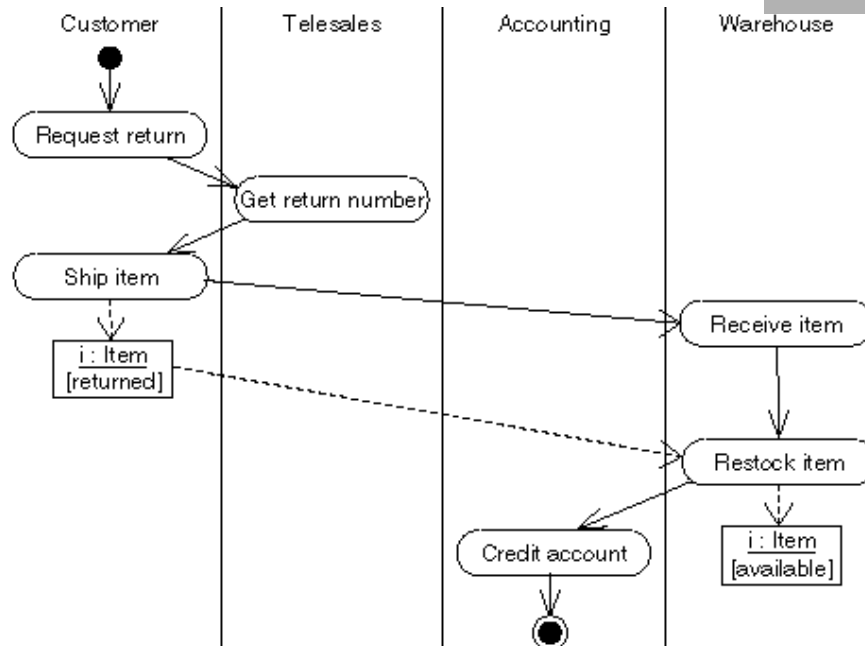 Customer Telesales Accounting Warehouse
Request return
Get return number
Ship item
Receive item
i : Item
[returned]
Restock item
Credit account
i : Item
[available]